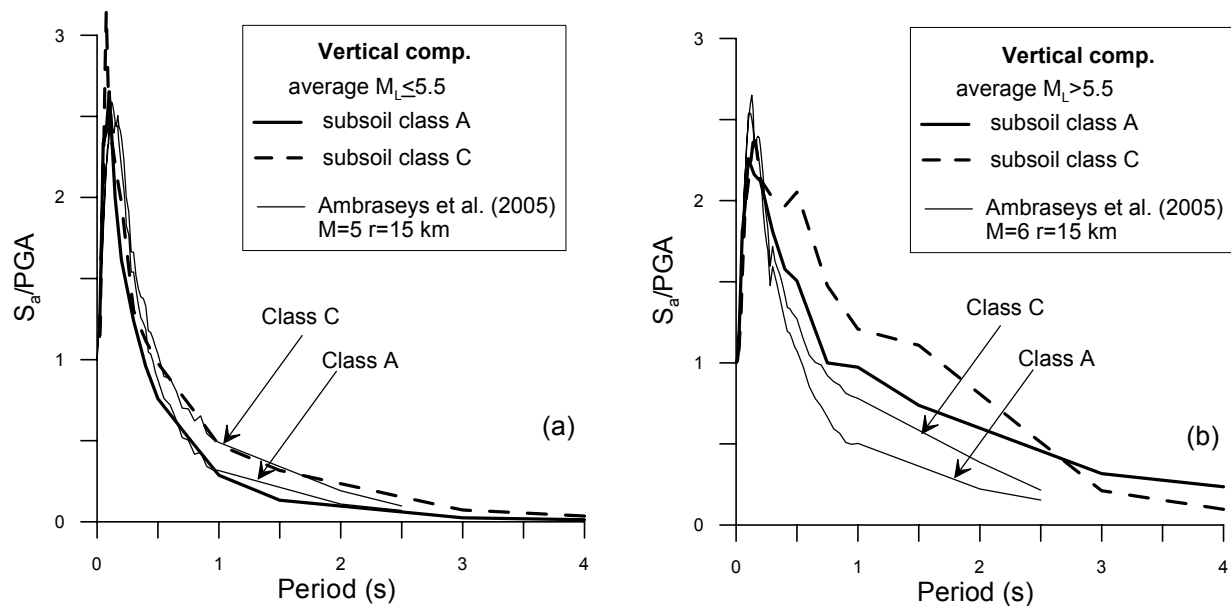 3
2
1
0
S_a/PGA
0
1
2
3
4
Period (s)
Vertical comp.
average M_L≤5.5
subsoil class A
subsoil class C
Ambraseys et al. (2005)
M=5 r=15 km
Class C
Class A
(a)
3
2
1
0
S_a/PGA
0
1
2
3
4
Period (s)
Vertical comp.
average M_L>5.5
subsoil class A
subsoil class C
Ambraseys et al. (2005)
M=6 r=15 km
Class C
Class A
(b)